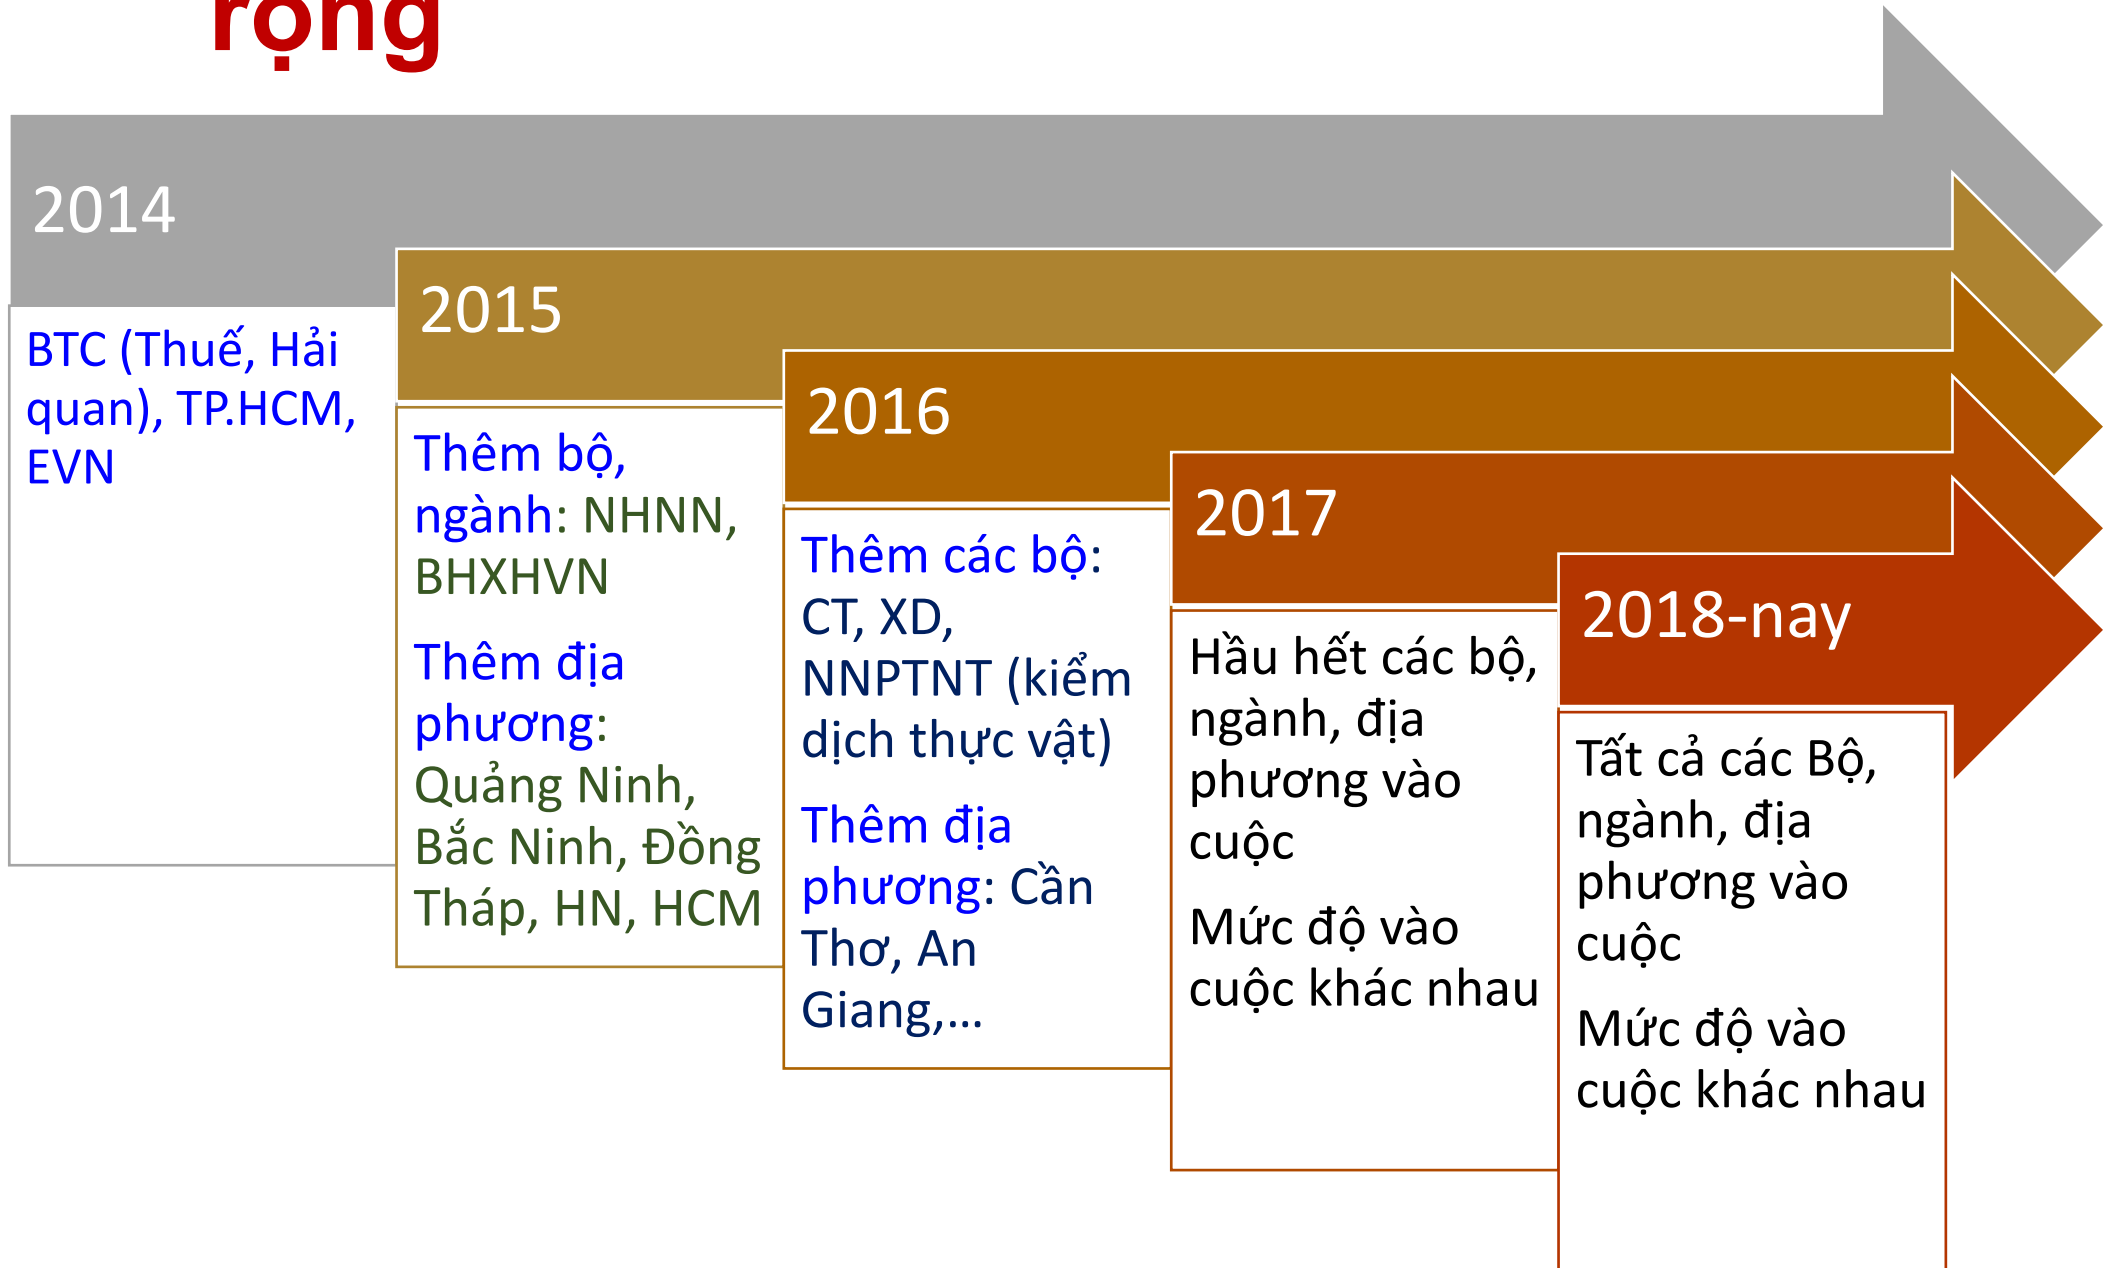 rộng
2014
BTC (Thuế, Hải
quan), TP.HCM,
EVN
2015
Thêm bộ,
ngành: NHNN,
BHXHVN
Thêm địa
phương:
Quảng Ninh,
Bắc Ninh, Đồng
Tháp, HN, HCM
2016
Thêm các bộ:
CT, XD,
NNPTNT (kiểm
dịch thực vật)
Thêm địa
phương: Cần
Thơ, An
Giang,...
2017
Hầu hết các bộ,
ngành, địa
phương vào
cuộc
Mức độ vào
cuộc khác nhau
2018-nay
Tất cả các Bộ,
ngành, địa
phương vào
cuộc
Mức độ vào
cuộc khác nhau